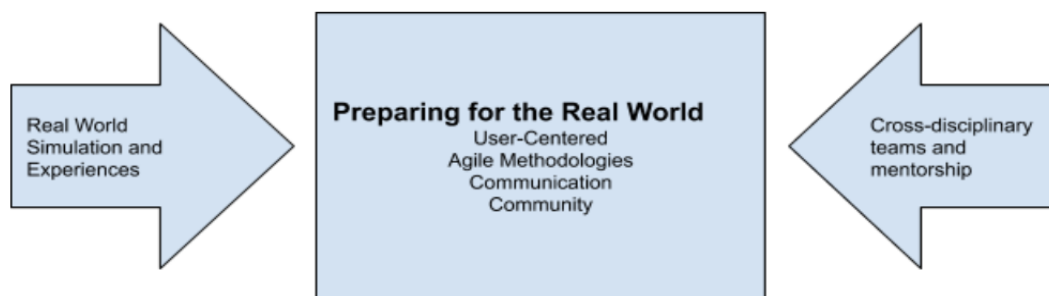 Real World
Simulation and
Experiences
Preparing for the Real World
User-Centered
Agile Methodologies
Communication
Community
Cross-disciplinary
teams and
mentorship